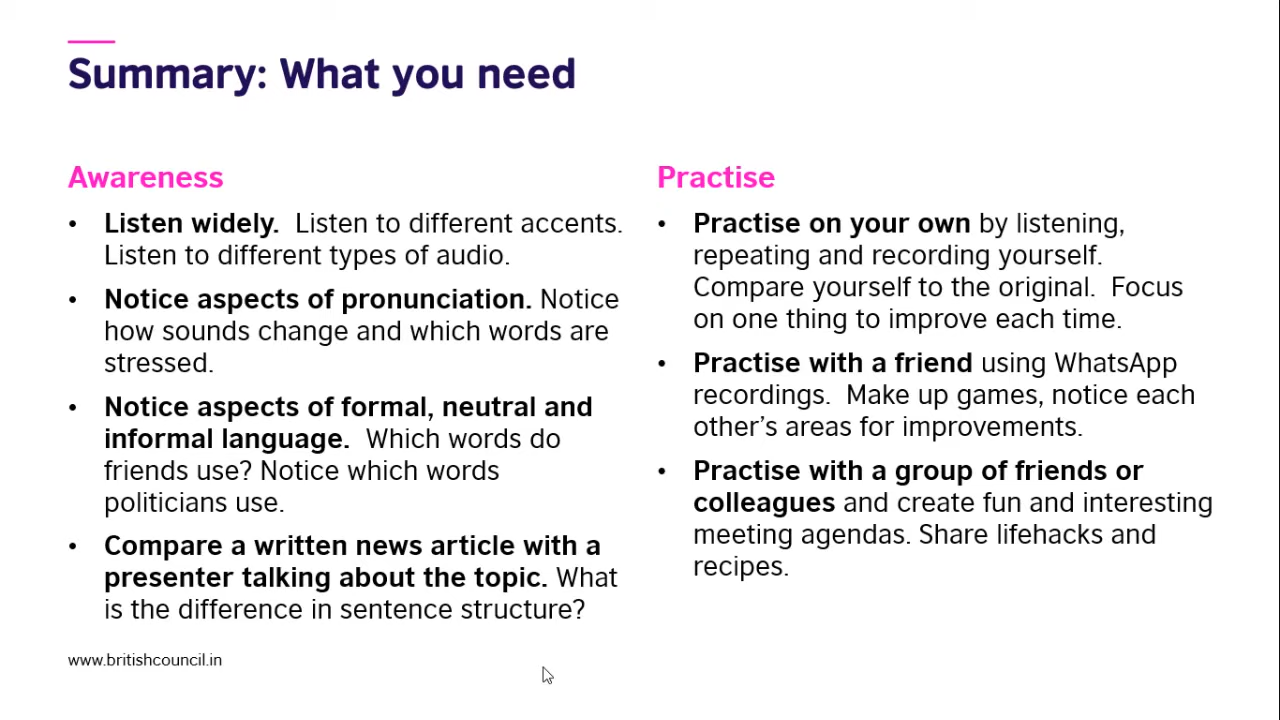 Summary: What you need
Awareness
• Listen widely.  Listen to different accents.
Listen to different types of audio.
• Notice aspects of pronunciation. Notice
how sounds change and which words are
stressed.
• Notice aspects of formal, neutral and
informal language.  Which words do
friends use? Notice which words
politicians use.
• Compare a written news article with a
presenter talking about the topic. What
is the difference in sentence structure?
Practise
• Practise on your own by listening,
repeating and recording yourself.
Compare yourself to the original.  Focus
on one thing to improve each time.
• Practise with a friend using WhatsApp
recordings.  Make up games, notice each
other’s areas for improvements.
• Practise with a group of friends or
colleagues and create fun and interesting
meeting agendas. Share lifehacks and
recipes.
www.britishcouncil.in